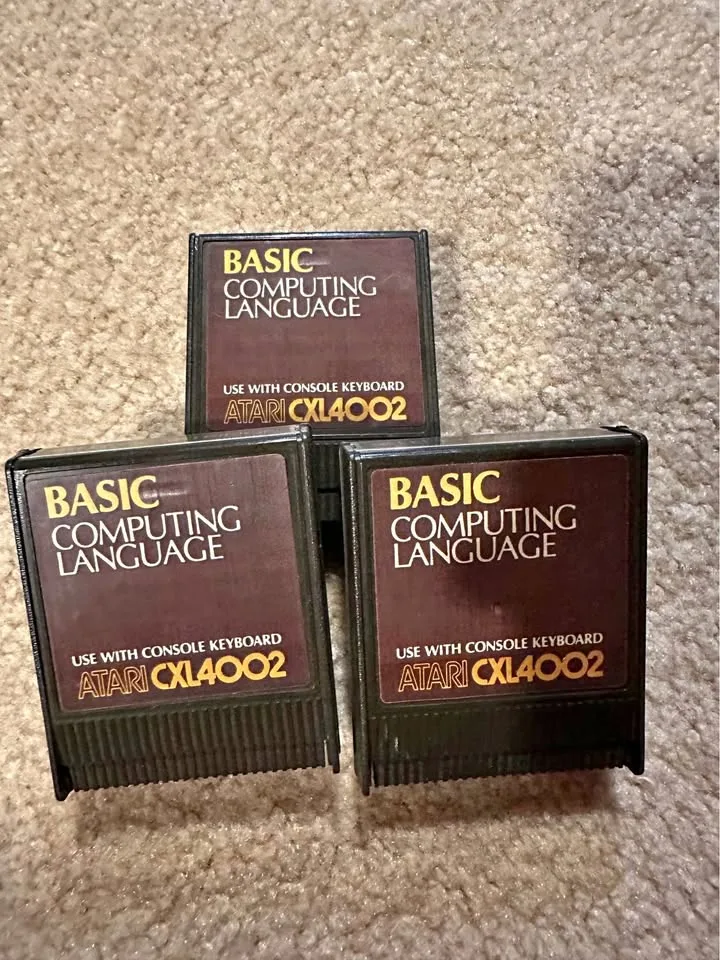 BASIC
COMPUTING
LANGUAGE
USE WITH CONSOLE KEYBOARD
ATARI CXL4002
BASIC
COMPUTING
LANGUAGE
USE WITH CONSOLE KEYBOARD
ATARI CXL4002
BASIC
COMPUTING
LANGUAGE
USE WITH CONSOLE KEYBOARD
ATARI CXL4002